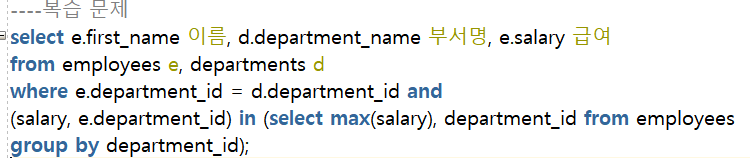 ----복습 문제
select e.first_name 이름, d.department_name 부서명, e.salary 급여
from employees e, departments d
where e.department_id = d.department_id and
(salary, e.department_id) in (select max(salary), department_id from employees
group by department_id);